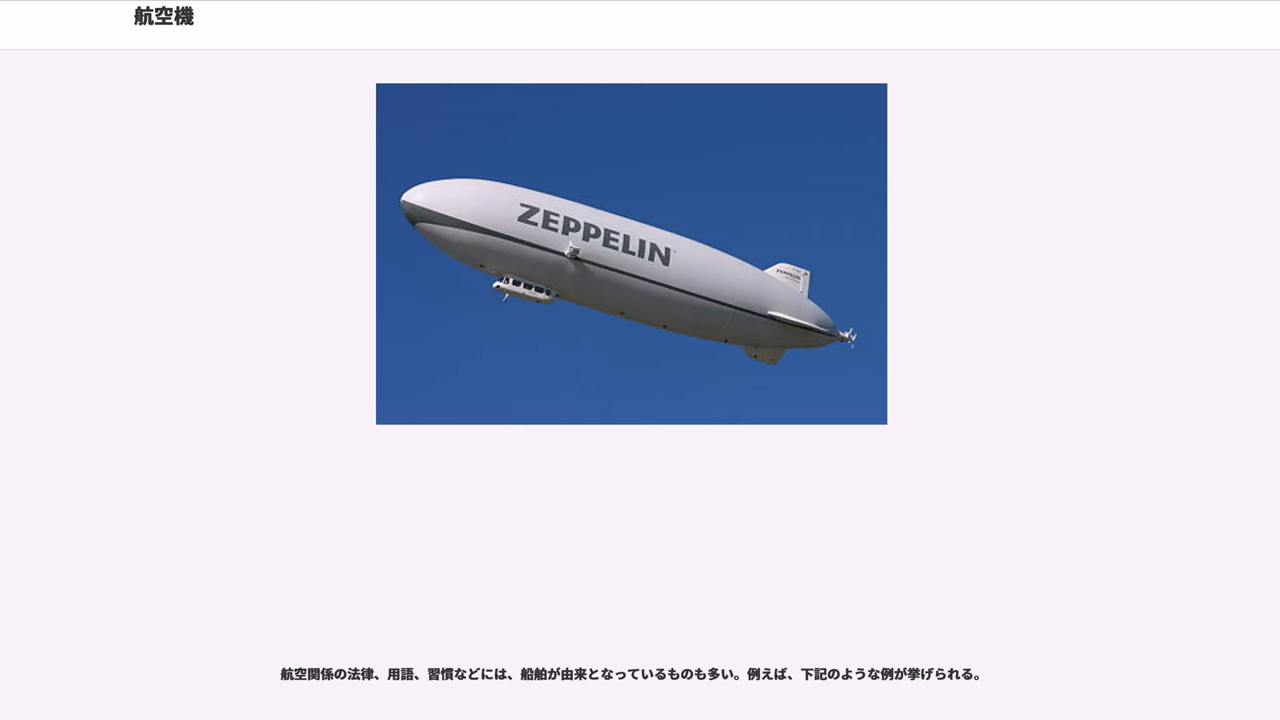 航空機
ZEPPELIN
航空関係の法律、用語、習慣などには、船舶が由来となっているものも多い。例えば、下記のような例が挙げられる。